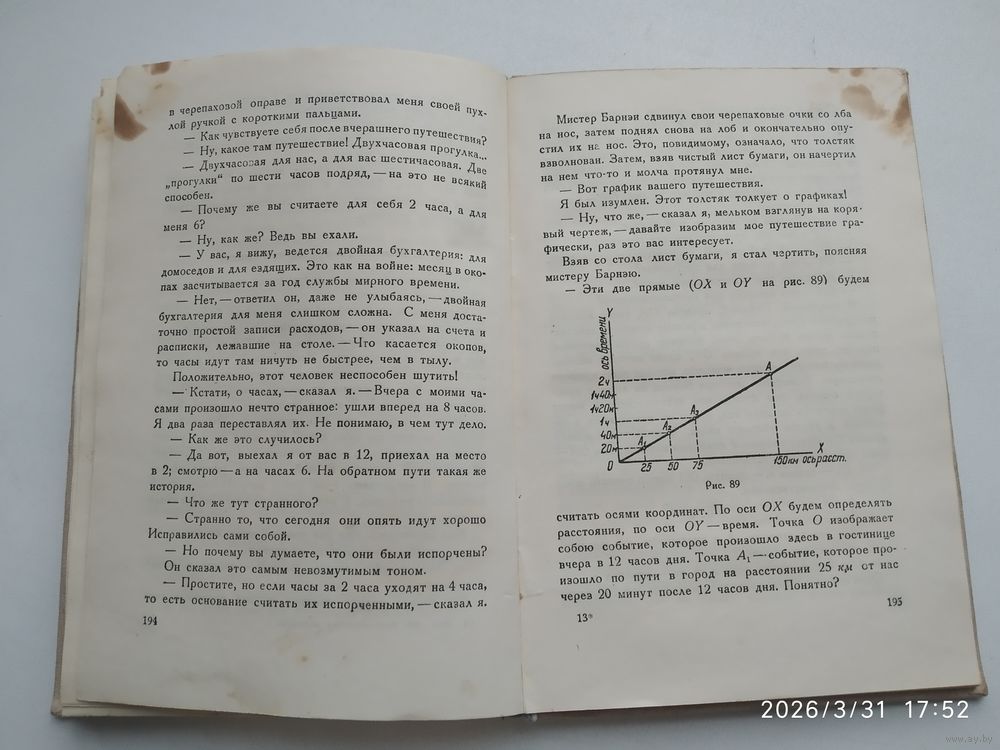 в черепаховой оправе и приветствовал меня своей пух-
лой ручкой с короткими пальцами.
— Как чувствуете себя после вчерашнего путешествия?
— Ну, какое там путешествие! Двухчасовая прогулка...
— Двухчасовая для нас, а для вас шестичасовая. Две
„прогулки“ по шести часов подряд, — на это не всякий
способен.
— Почему же вы считаете для себя 2 часа, а для
меня 6?
— Ну, как же? Ведь вы ехали.
— У вас, я вижу, ведется двойная бухгалтерия: для
домоседов и для ездящих. Это как на войне: месяц в око-
пах засчитывается за год службы мирного времени.
— Нет, — ответил он, даже не улыбаясь, — двойная
бухгалтерия для меня слишком сложна. С меня доста-
точно простой записи расходов, — он указал на счета и
расписки, лежавшие на столе. — Что касается окопов,
то часы идут там ничуть не быстрее, чем в тылу.
Положительно, этот человек неспособен шутить!
— Кстати, о часах, — сказал я. — Вчера с моими ча-
сами произошло нечто странное: ушли вперед на 8 часов.
Я два раза переставлял их. Не понимаю, в чем тут дело.
— Как же это случилось?
— Да вот, выехал я от вас в 12, приехал на место
в 2; смотрю — а на часах 6. На обратном пути такая же
история.
— Что же тут странного?
— Странно то, что сегодня они опять идут хорошо
Исправились сами собой.
— Но почему вы думаете, что они были испорчены?
Он сказал это самым невозмутимым тоном.
— Простите, но если часы за 2 часа уходят на 4 часа,
то есть основание считать их испорченными, — сказал я.
194
Мистер Барнэй сдвинул свои черепаховые очки со лба
на нос, затем поднял снова на лоб и окончательно опу-
стил их на нос. Это, повидимому, означало, что толстяк
взволнован. Затем, взяв чистый лист бумаги, он начертил
на нем что-то и молча протянул мне.
— Вот график вашего путешествия.
Я был изумлен. Этот толстяк толкует о графиках!
— Ну, что же, — сказал я, мельком взглянув на коря-
вый чертеж, — давайте изобразим мое путешествие гра-
фически, раз это вас интересует.
Взяв со стола лист бумаги, я стал чертить, поясняя
мистеру Барнэю.
— Эти две прямые (OX и OY на рис. 89) будем
Y
ось времени
2ч
1ч40м
1ч20м
1ч
40м
20м
0
A₁
A₂
A₃
A
25 50 75 150км ось расст.
X
Рис. 89
считать осями координат. По оси OX будем определять
расстояния, по оси OY — время. Точка O изображает
собою событие, которое произошло здесь в гостинице
вчера в 12 часов дня. Точка A₁ — событие, которое про-
изошло по пути в город на расстоянии 25 км от нас
через 20 минут после 12 часов дня. Понятно?
13*
195
2026/3/31 17:52
www.ay.by